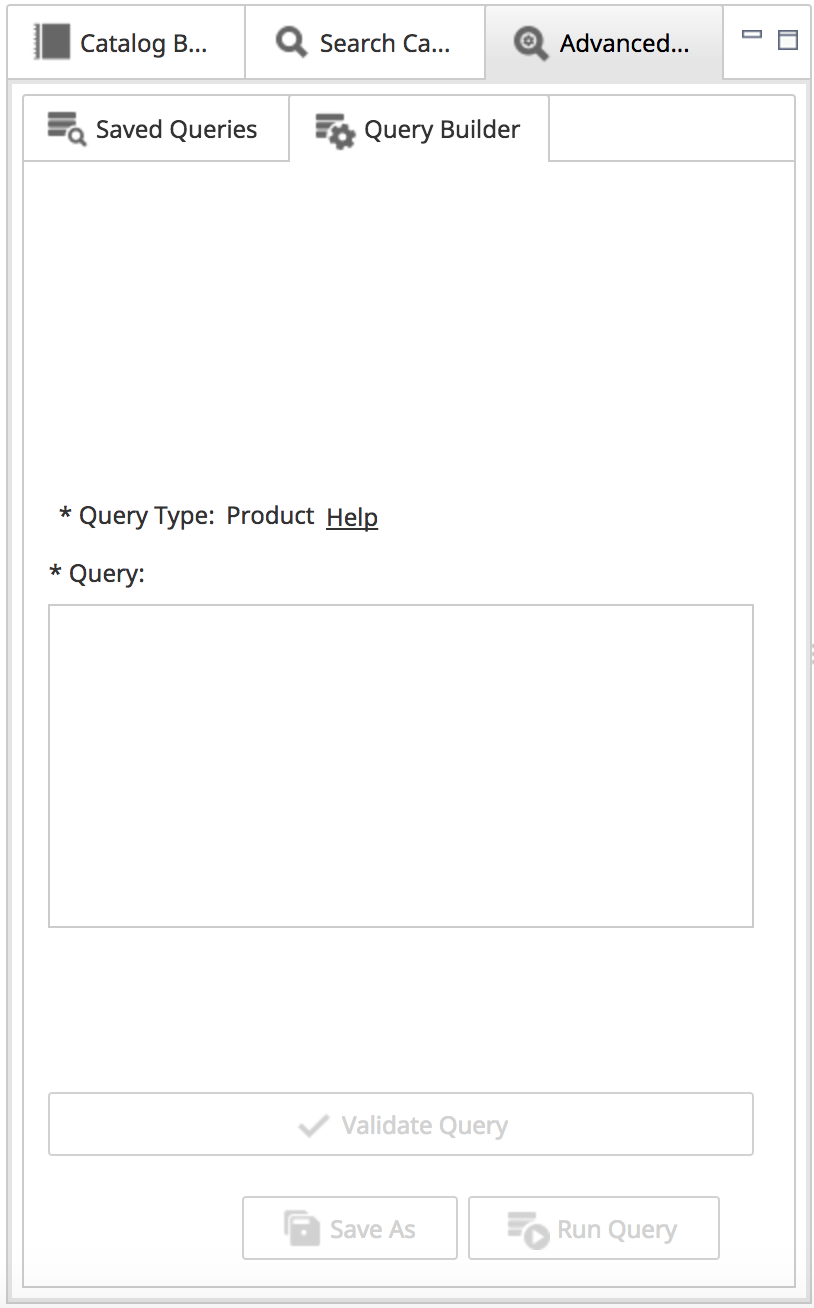 Catalog B... Search Ca... Advanced...
Saved Queries Query Builder
* Query Type: Product Help
* Query:
Validate Query
Save As Run Query